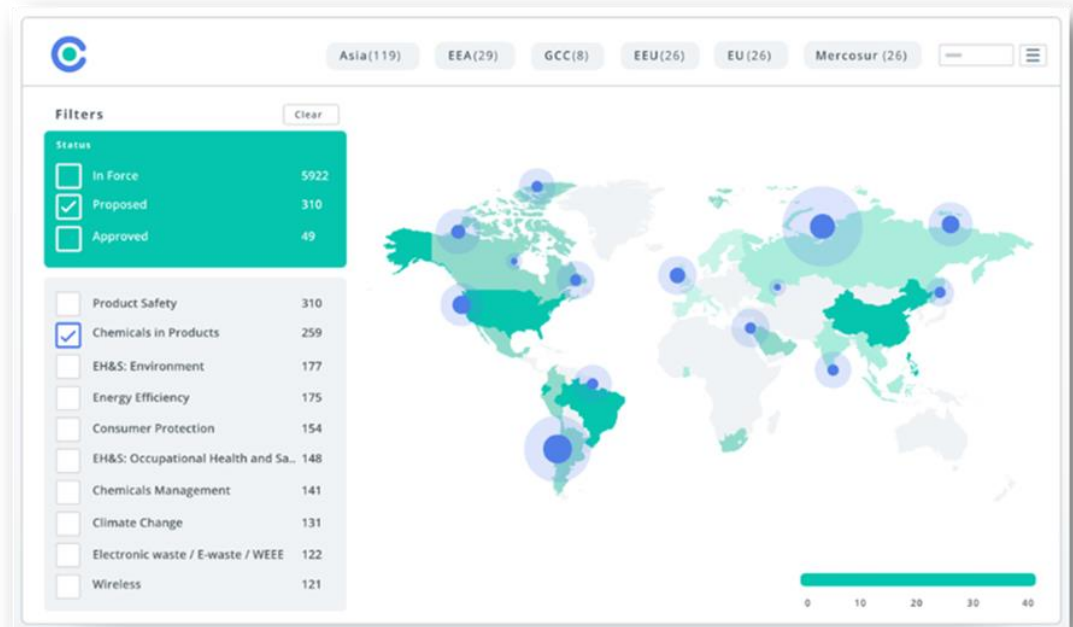 Asia(119) EEA(29) GCC(8) EEU(26) EU(26) Mercosur (26)
Filters Clear
Status
In Force 5922
Proposed 310
Approved 49
Product Safety 310
Chemicals in Products 259
EH&S: Environment 177
Energy Efficiency 175
Consumer Protection 154
EH&S: Occupational Health and Sa.. 148
Chemicals Management 141
Climate Change 131
Electronic waste / E-waste / WEEE 122
Wireless 121
0 10 20 30 40